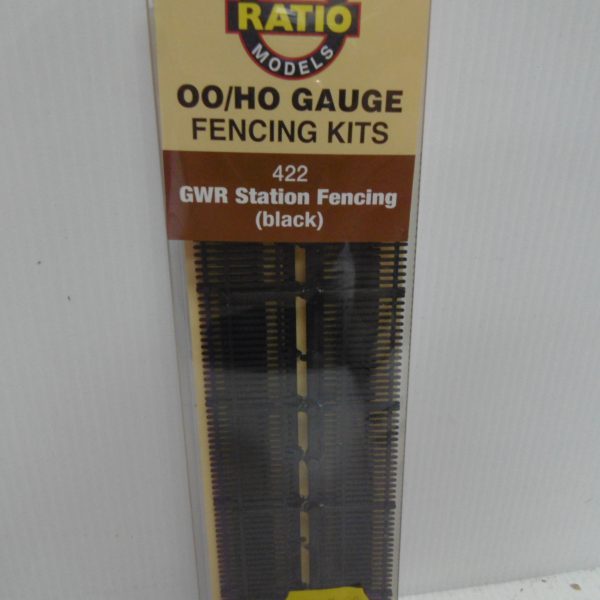 RATIO
MODELS
OO/HO GAUGE
FENCING KITS
422
GWR Station Fencing
(black)